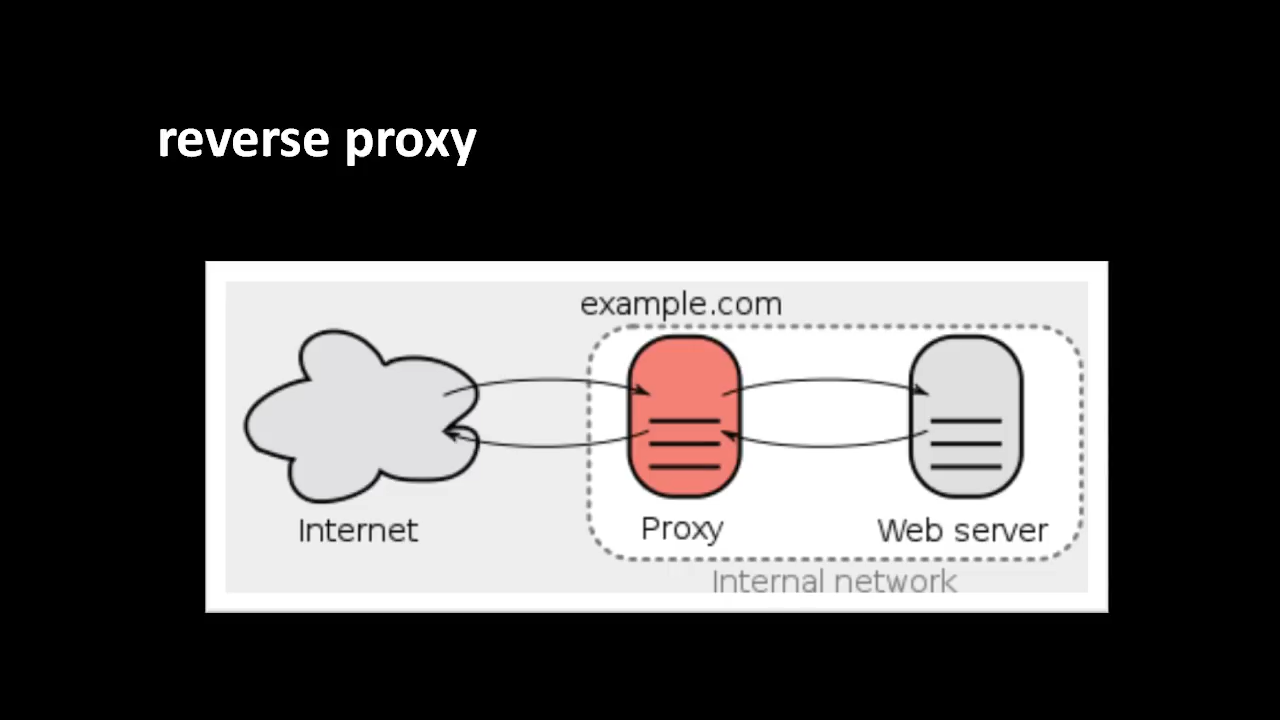 reverse proxy
example.com
Internet
Proxy
Web server
Internal network